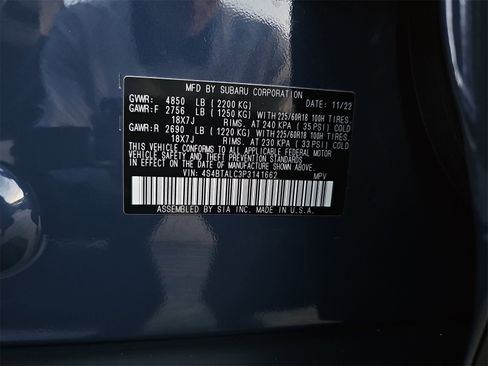 MFD BY SUBARU CORPORATION
GVWR: 4850 LB (2200 KG) DATE: 11/22
GAWR:F 2756 LB (1250 KG) WITH 225/60R18 100H TIRES,
18X7J RIMS, AT 240 KPA (35 PSI) COLD
GAWR:R 2690 LB (1220 KG) WITH 225/60R18 100H TIRES,
18X7J RIMS, AT 230 KPA (33 PSI) COLD
THIS VEHICLE CONFORMS TO ALL APPLICABLE FEDERAL MOTOR
VEHICLE SAFETY AND THEFT PREVENTION STANDARDS
IN EFFECT ON THE DATE OF MANUFACTURE SHOWN ABOVE.
VIN: 4S4BTALC3P3141662 MPV
ASSEMBLED BY SIA INC. MADE IN U.S.A.